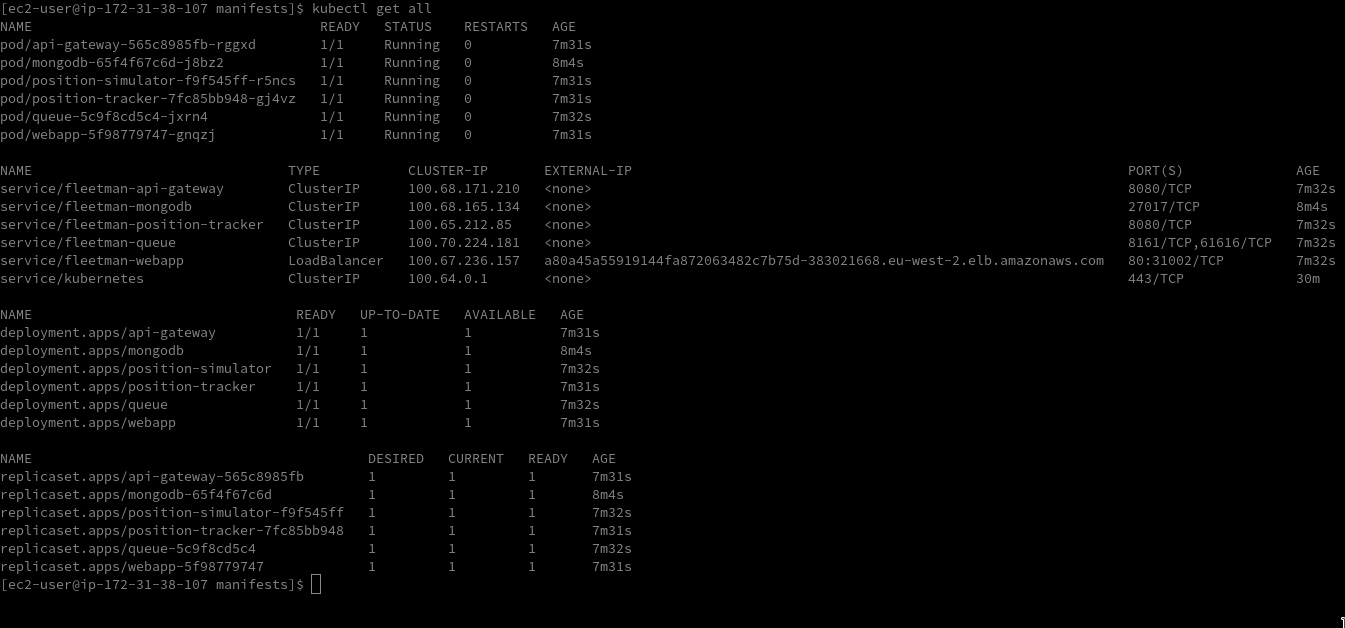 [ec2-user@ip-172-31-38-107 manifests]$ kubectl get all
NAME                                     READY   STATUS    RESTARTS   AGE
pod/api-gateway-565c8985fb-rggxd         1/1     Running   0          7m31s
pod/mongodb-65f4f67c6d-j8bz2             1/1     Running   0          8m4s
pod/position-simulator-f9f545ff-r5ncs    1/1     Running   0          7m31s
pod/position-tracker-7fc85bb948-gj4vz    1/1     Running   0          7m31s
pod/queue-5c9f8cd5c4-jxrn4               1/1     Running   0          7m32s
pod/webapp-5f98779747-gnqzj              1/1     Running   0          7m31s
NAME                                TYPE           CLUSTER-IP       EXTERNAL-IP                                                              PORT(S)              AGE
service/fleetman-api-gateway        ClusterIP      100.68.171.210   <none>                                                                   8080/TCP             7m32s
service/fleetman-mongodb            ClusterIP      100.68.165.134   <none>                                                                   27017/TCP            8m4s
service/fleetman-position-tracker   ClusterIP      100.65.212.85    <none>                                                                   8080/TCP             7m32s
service/fleetman-queue              ClusterIP      100.70.224.181   <none>                                                                   8161/TCP,61616/TCP   7m32s
service/fleetman-webapp             LoadBalancer   100.67.236.157   a80a45a55919144fa872063482c7b75d-383021668.eu-west-2.elb.amazonaws.com   80:31002/TCP         7m32s
service/kubernetes                  ClusterIP      100.64.0.1       <none>                                                                   443/TCP              30m
NAME                                 READY   UP-TO-DATE   AVAILABLE   AGE
deployment.apps/api-gateway          1/1     1            1           7m31s
deployment.apps/mongodb              1/1     1            1           8m4s
deployment.apps/position-simulator   1/1     1            1           7m32s
deployment.apps/position-tracker     1/1     1            1           7m31s
deployment.apps/queue                1/1     1            1           7m32s
deployment.apps/webapp               1/1     1            1           7m31s
NAME                                          DESIRED   CURRENT   READY   AGE
replicaset.apps/api-gateway-565c8985fb        1         1         1       7m31s
replicaset.apps/mongodb-65f4f67c6d            1         1         1       8m4s
replicaset.apps/position-simulator-f9f545ff   1         1         1       7m32s
replicaset.apps/position-tracker-7fc85bb948   1         1         1       7m31s
replicaset.apps/queue-5c9f8cd5c4              1         1         1       7m32s
replicaset.apps/webapp-5f98779747             1         1         1       7m31s
[ec2-user@ip-172-31-38-107 manifests]$